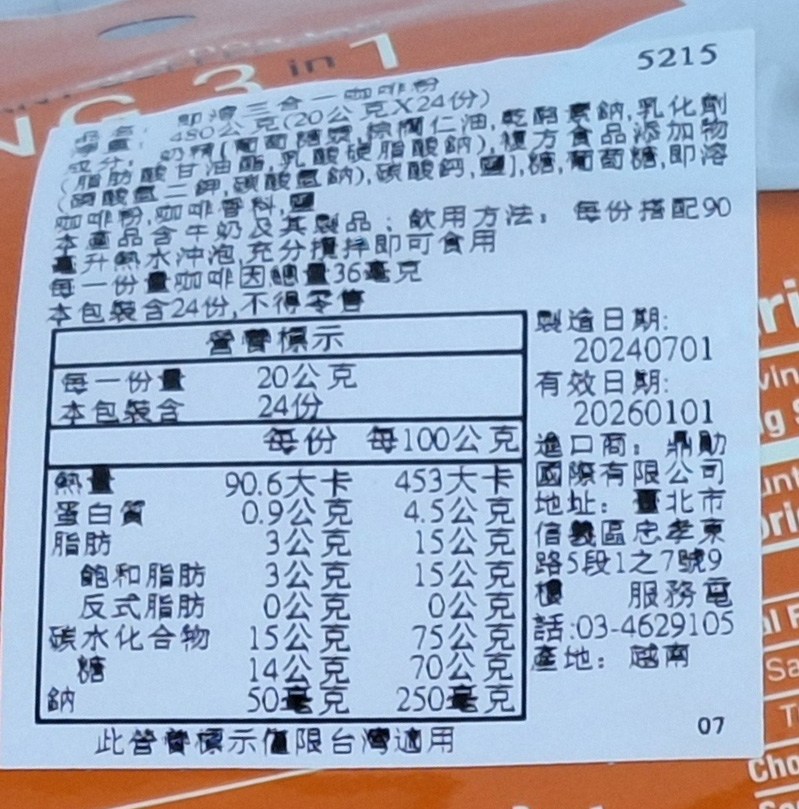 3 in 1
5215
品名: 即溶三合一咖啡粉
淨重: 480公克(20公克X24份)
成分: 奶精[葡萄糖漿,棕櫚仁油,乾酪素鈉,乳化劑
(脂肪酸甘油酯,乳酸硬脂酸鈉),複方食品添加物
(磷酸氫二鉀,碳酸氫鈉),碳酸鈣,鹽],糖,葡萄糖,即溶
咖啡粉,咖啡香料,鹽
本產品含牛奶及其製品; 飲用方法: 每份搭配90
毫升熱水沖泡,充分攪拌即可食用
每一份量咖啡因總量36毫克
本包裝含24份,不得零售
營養標示
每一份量 20公克
本包裝含 24份
每份 每100公克
熱量 90.6大卡 453大卡
蛋白質 0.9公克 4.5公克
脂肪 3公克 15公克
飽和脂肪 3公克 15公克
反式脂肪 0公克 0公克
碳水化合物 15公克 75公克
糖 14公克 70公克
鈉 50毫克 250毫克
此營養標示僅限台灣適用
製造日期:
20240701
有效日期:
20260101
進口商: 鼎勛
國際有限公司
地址: 臺北市
信義區忠孝東
路5段1之7號9
樓 服務電
話:03-4629105
產地: 越南
07